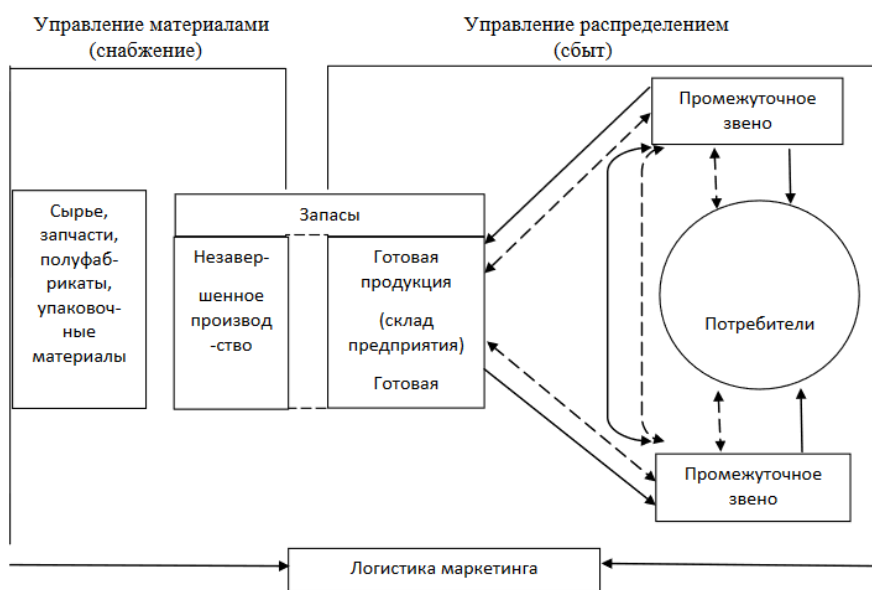 Управление материалами
(снабжение)
Управление распределением
(сбыт)
Промежуточное
звено
Сырье,
запчасти,
полуфаб-
рикаты,
упаковоч-
ные
материалы
Запасы
Незавер-
шенное
производ
-ство
Готовая
продукция
(склад
предприятия)
Готовая
Потребители
Промежуточное
звено
Логистика маркетинга